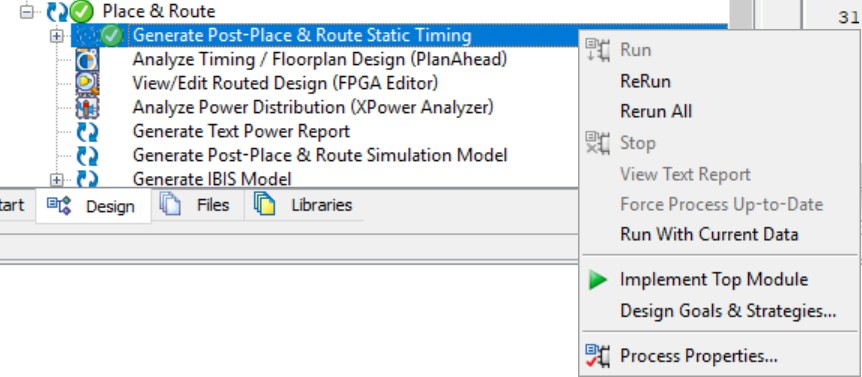 Place & Route
31
Generate Post-Place & Route Static Timing
Analyze Timing / Floorplan Design (PlanAhead)
View/Edit Routed Design (FPGA Editor)
Analyze Power Distribution (XPower Analyzer)
Generate Text Power Report
Generate Post-Place & Route Simulation Model
Generate IBIS Model
tart
Design
Files
Libraries
Run
ReRun
Rerun All
Stop
View Text Report
Force Process Up-to-Date
Run With Current Data
Implement Top Module
Design Goals & Strategies...
Process Properties...